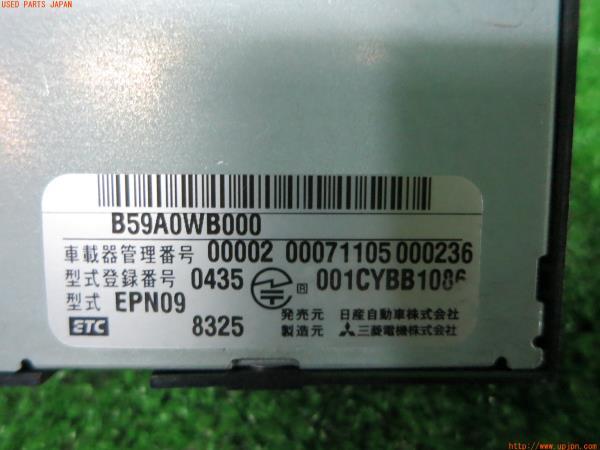 USED PARTS JAPAN
B59A0WB000
車載器管理番号 00002 00071105 000236
型式登録番号 0435 回 001CYBB1086
型式 EPN09
発売元 日産自動車株式会社
ETC 8325 製造元 三菱電機株式会社
http://www.upjpn.com/